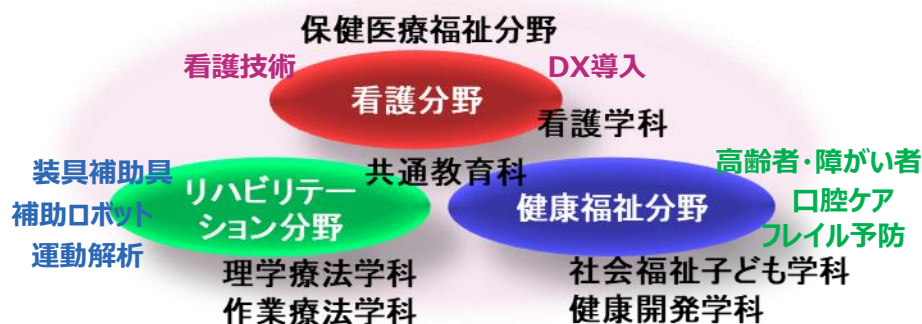 保健医療福祉分野
看護技術
DX導入
看護分野
看護学科
共通教育科
装具補助具
補助ロボット
運動解析
リハビリテー
ション分野
健康福祉分野
高齢者・障がい者
口腔ケア
フレイル予防
理学療法学科
作業療法学科
社会福祉子ども学科
健康開発学科